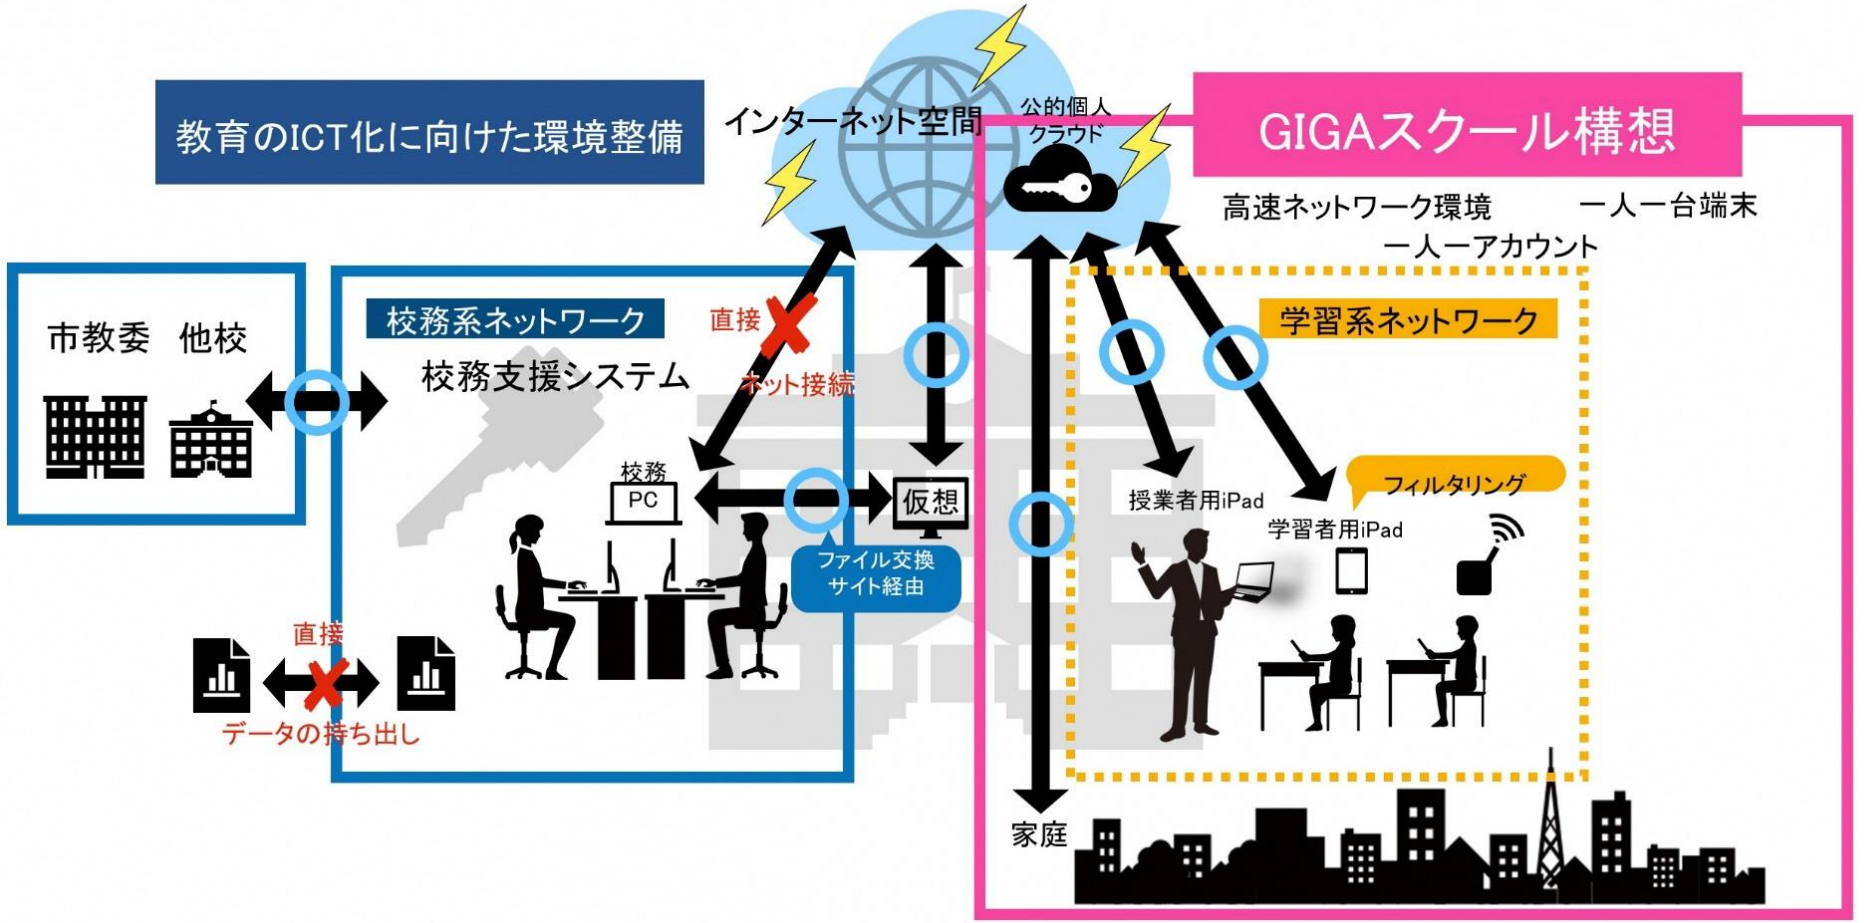 教育のICT化に向けた環境整備
インターネット空間
公的個人
クラウド
GIGAスクール構想
高速ネットワーク環境
一人一台端末
一人一アカウント
市教委
他校
校務系ネットワーク
校務支援システム
直接
ネット接続
校務
PC
仮想
ファイル交換
サイト経由
直接
データの持ち出し
学習系ネットワーク
フィルタリング
授業者用iPad
学習者用iPad
家庭